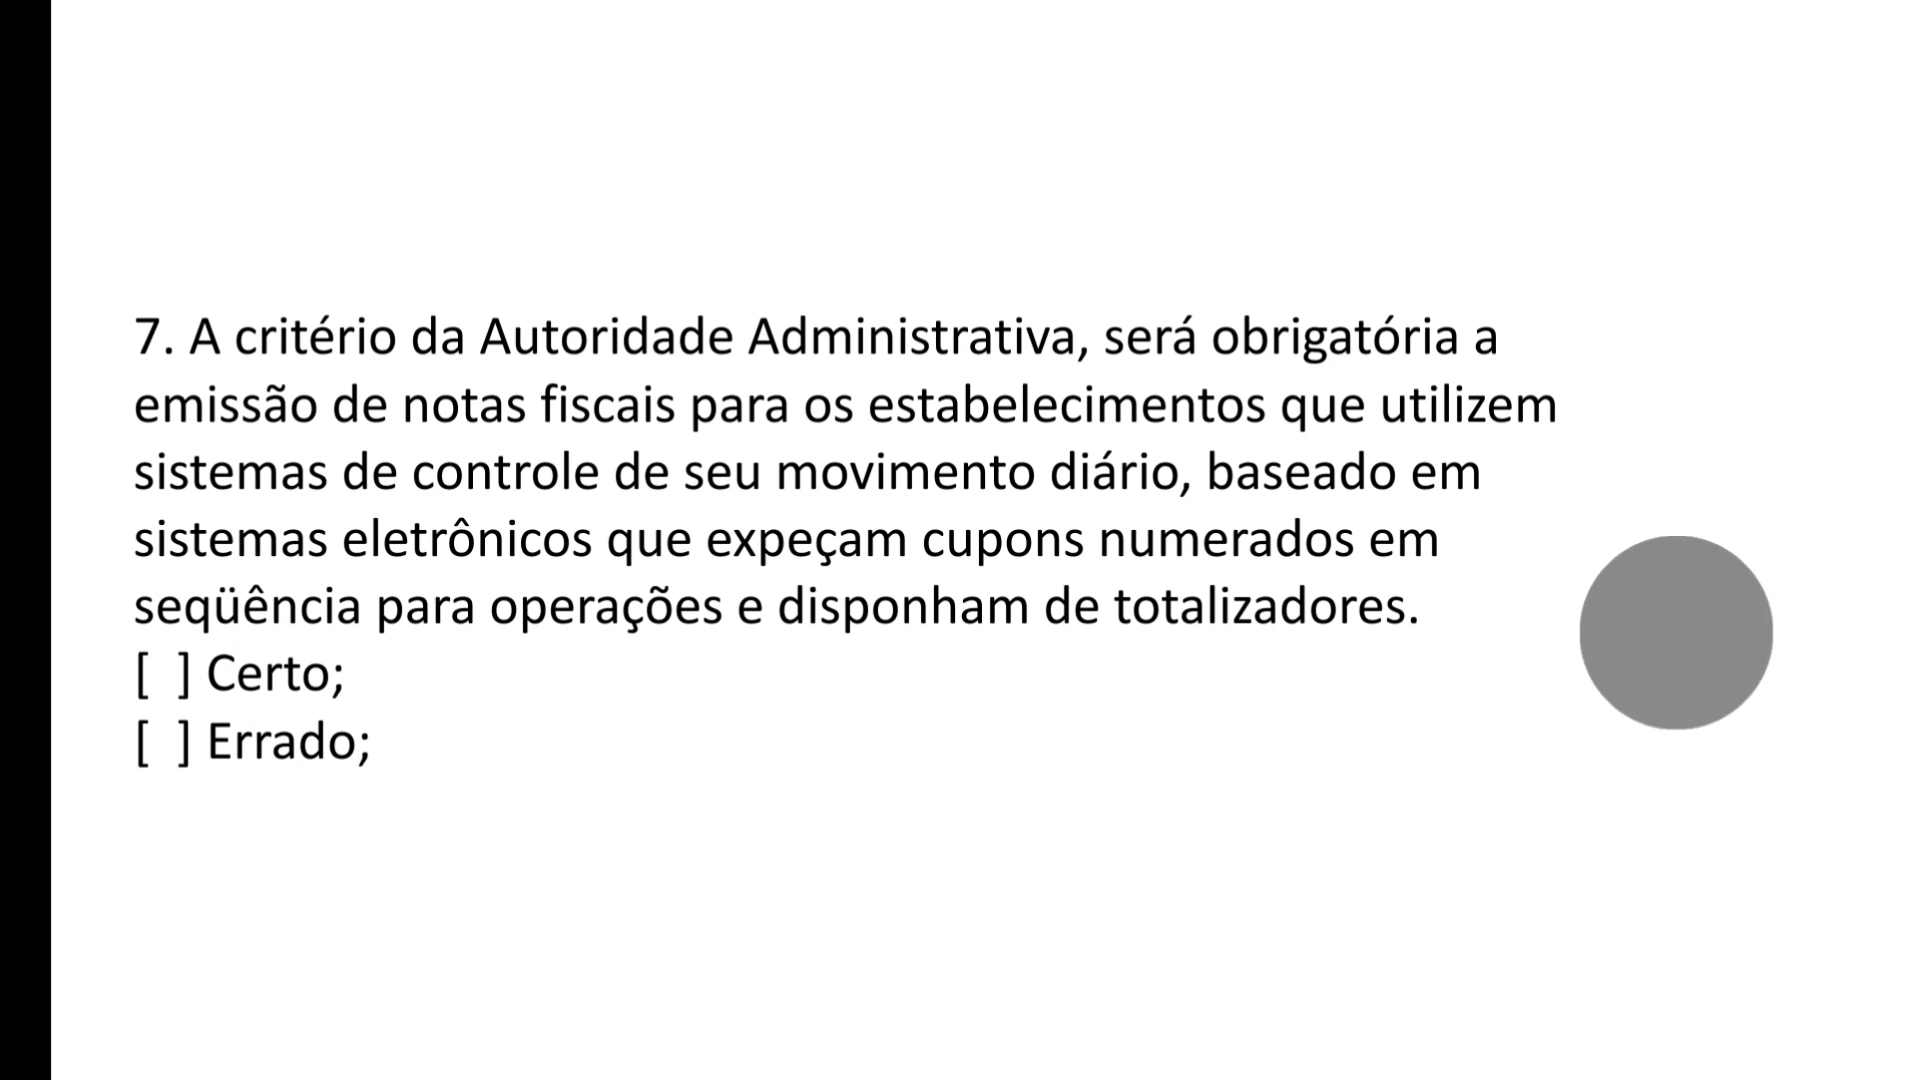 7. A critério da Autoridade Administrativa, será obrigatória a
emissão de notas fiscais para os estabelecimentos que utilizem
sistemas de controle de seu movimento diário, baseado em
sistemas eletrônicos que expeçam cupons numerados em
seqüência para operações e disponham de totalizadores.
[  ] Certo;
[  ] Errado;